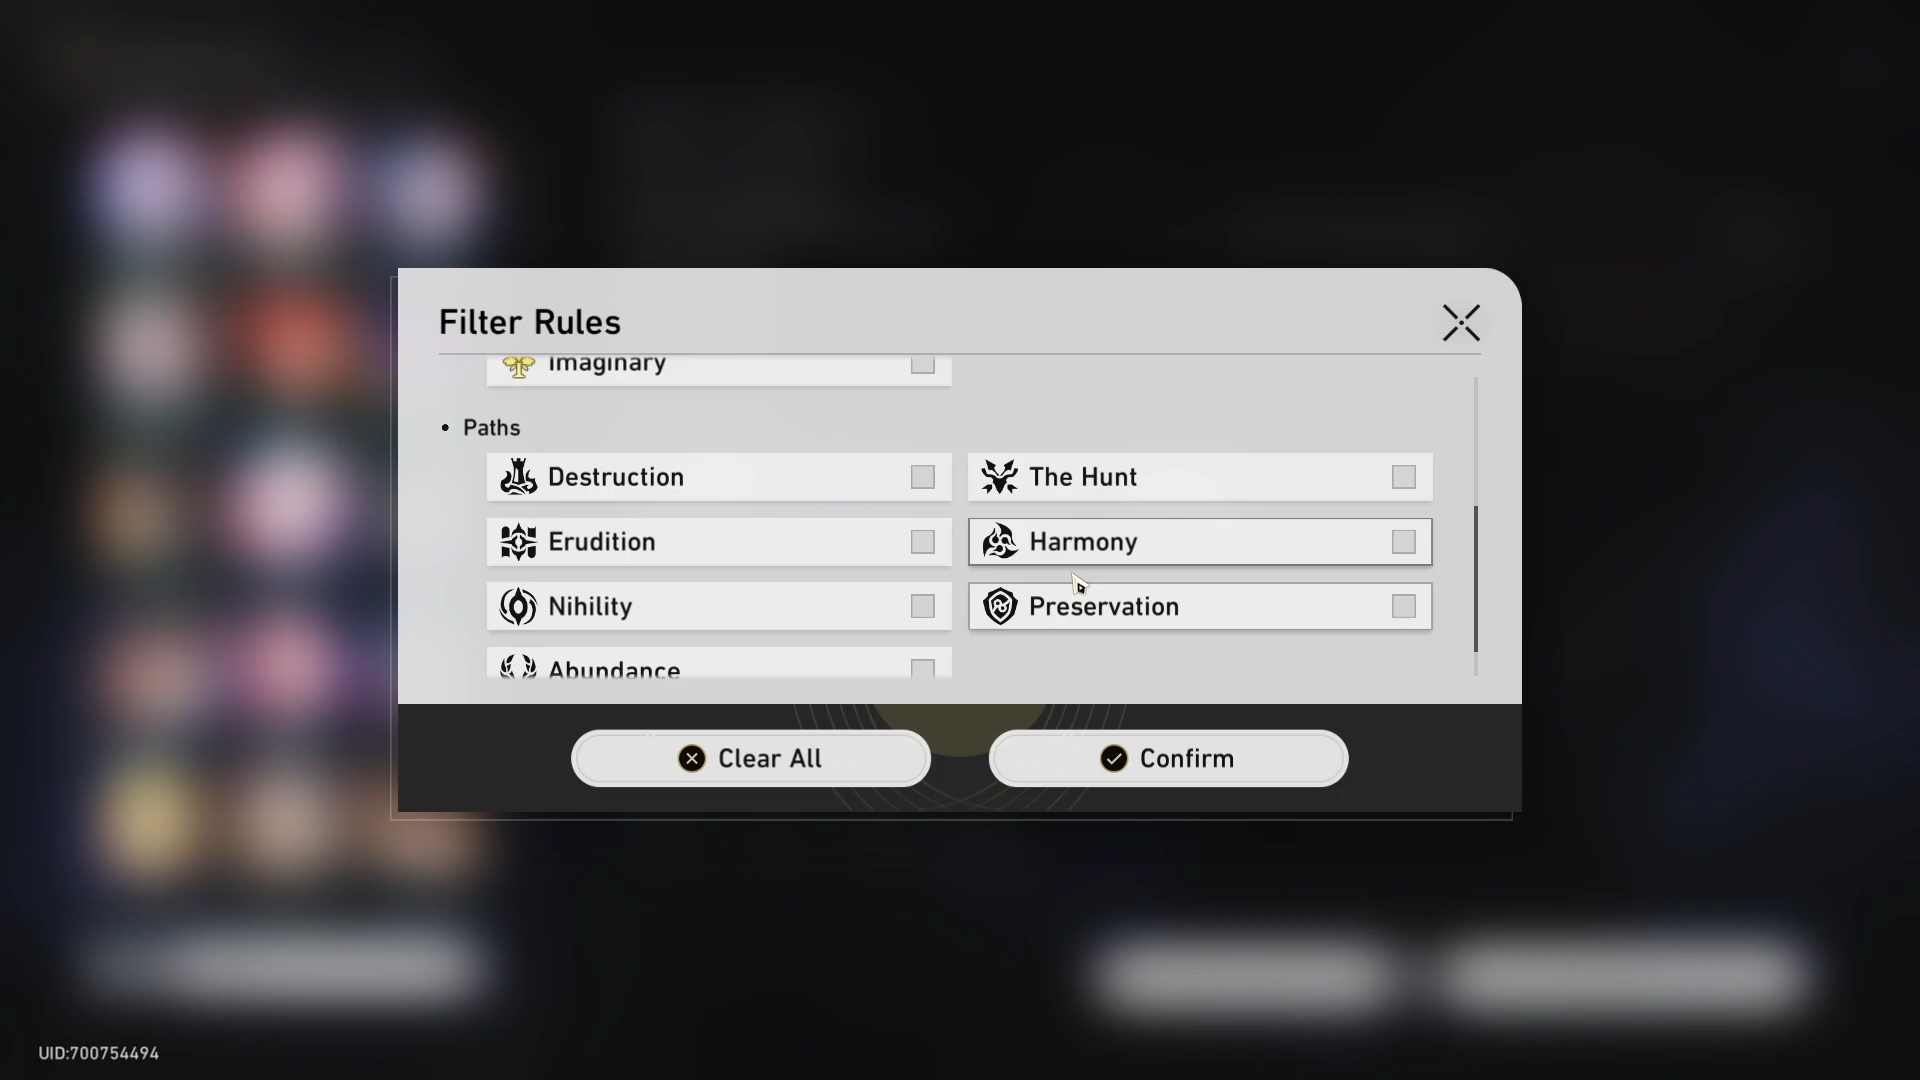 Filter Rules
Imaginary
Paths
Destruction
The Hunt
Erudition
Harmony
Nihility
Preservation
Abundance
Clear All
Confirm
UID:700754494